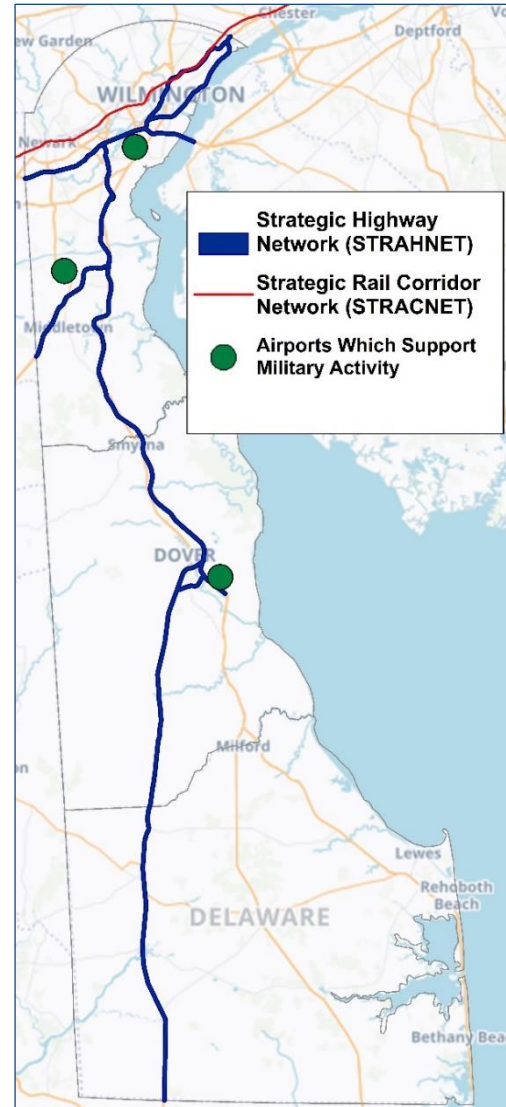 Chester
New Garden
Deptford
WILMINGTON
Newark
Strategic Highway
Network (STRAHNET)
Strategic Rail Corridor
Network (STRACNET)
Airports Which Support
Military Activity
Middletown
Smyrna
DOVER
Milford
Lewes
Rehoboth
Beach
DELAWARE
Bethany Bea